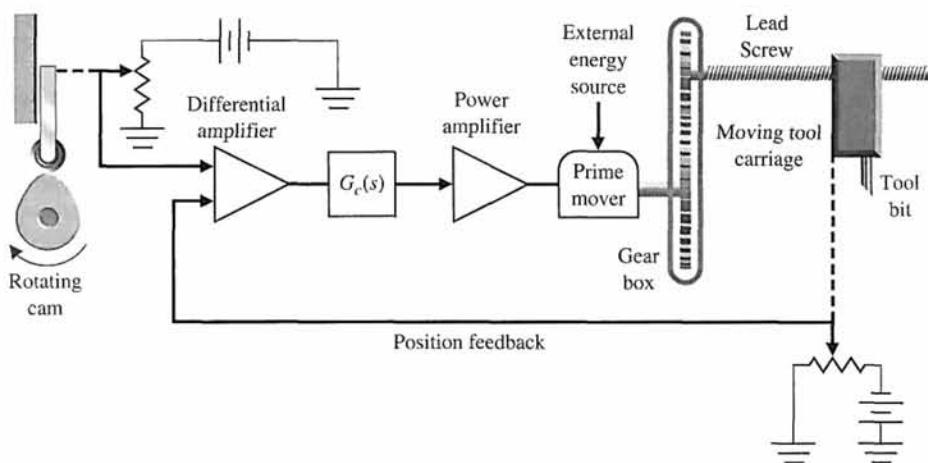 External
energy
source
Lead
Screw
Differential
amplifier
Power
amplifier
Moving tool
carriage
G_c(s)
Prime
mover
Tool
bit
Gear
box
Rotating
cam
Position feedback